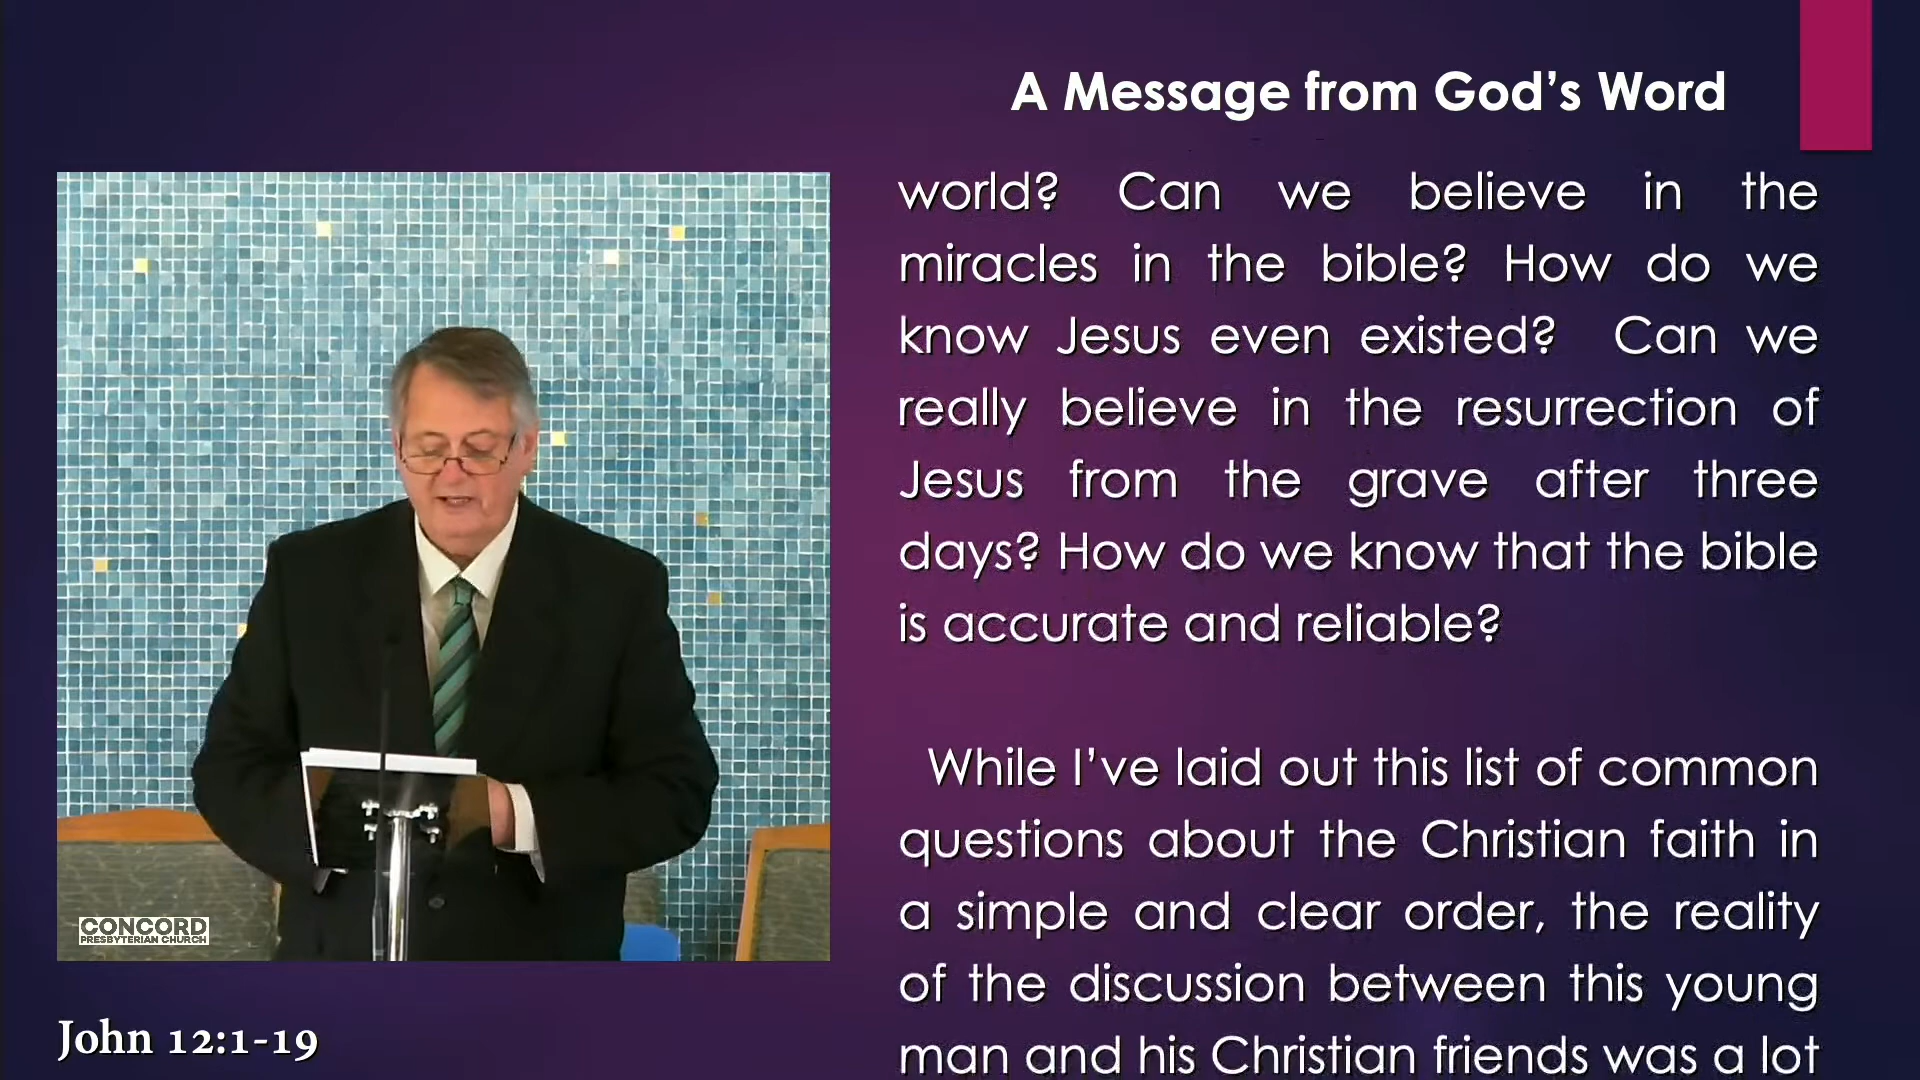 A Message from God’s Word
world? Can we believe in the
miracles in the bible? How do we
know Jesus even existed? Can we
really believe in the resurrection of
Jesus from the grave after three
days? How do we know that the bible
is accurate and reliable?
While I’ve laid out this list of common
questions about the Christian faith in
a simple and clear order, the reality
of the discussion between this young
man and his Christian friends was a lot
CONCORD
PRESBYTERIAN CHURCH
John 12:1-19